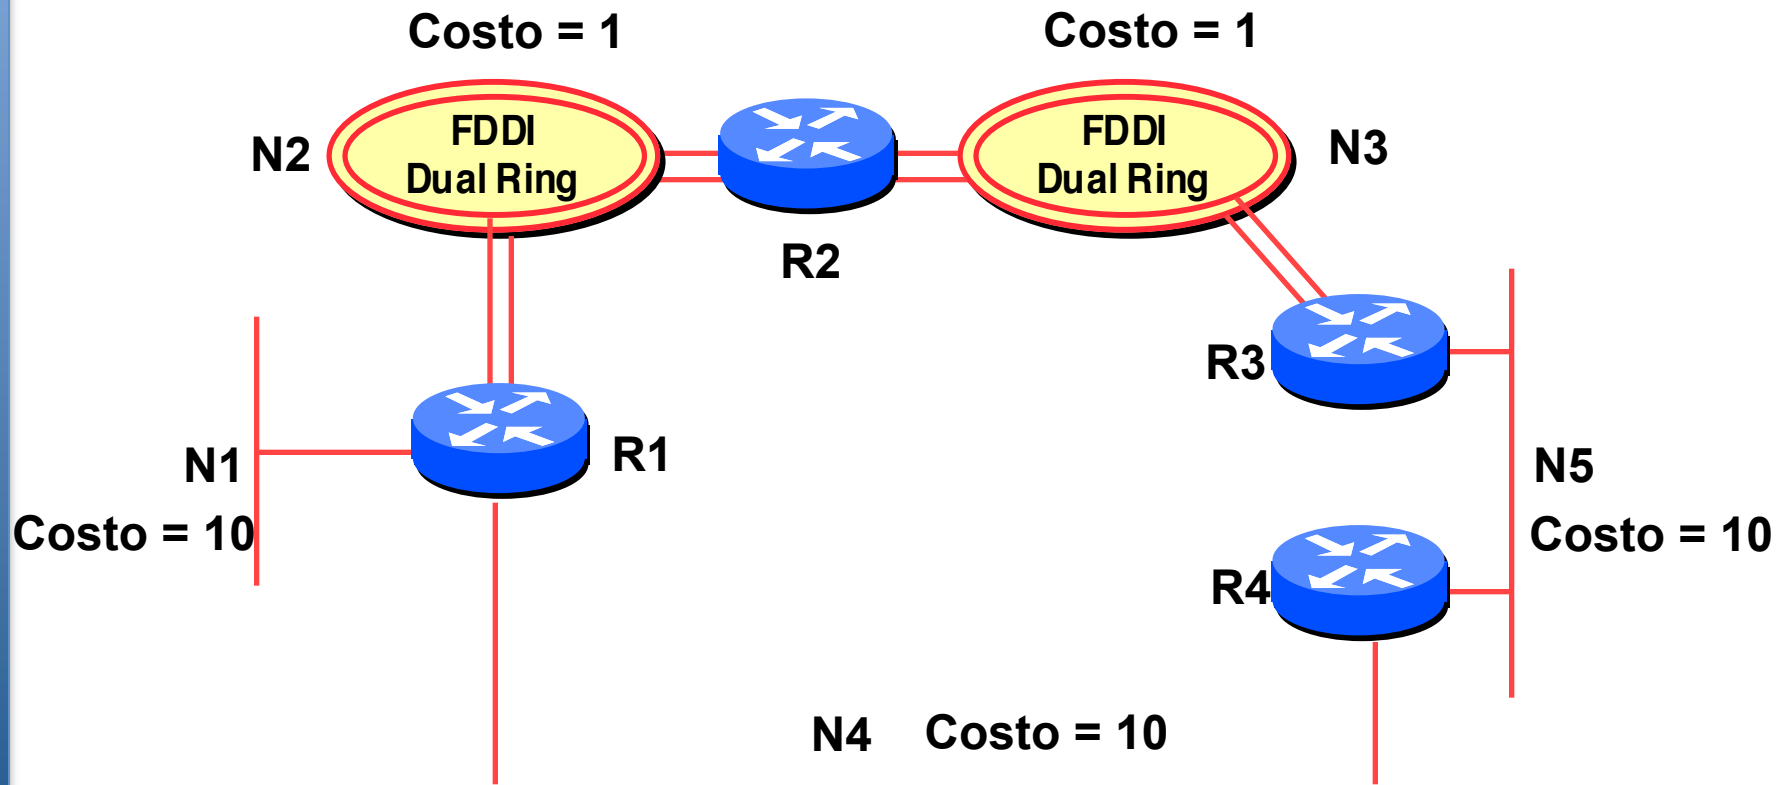 Costo = 1
Costo = 1
N2
FDDI
Dual Ring
R2
FDDI
Dual Ring
N3
R3
N1
Costo = 10
R1
N5
Costo = 10
R4
N4 Costo = 10